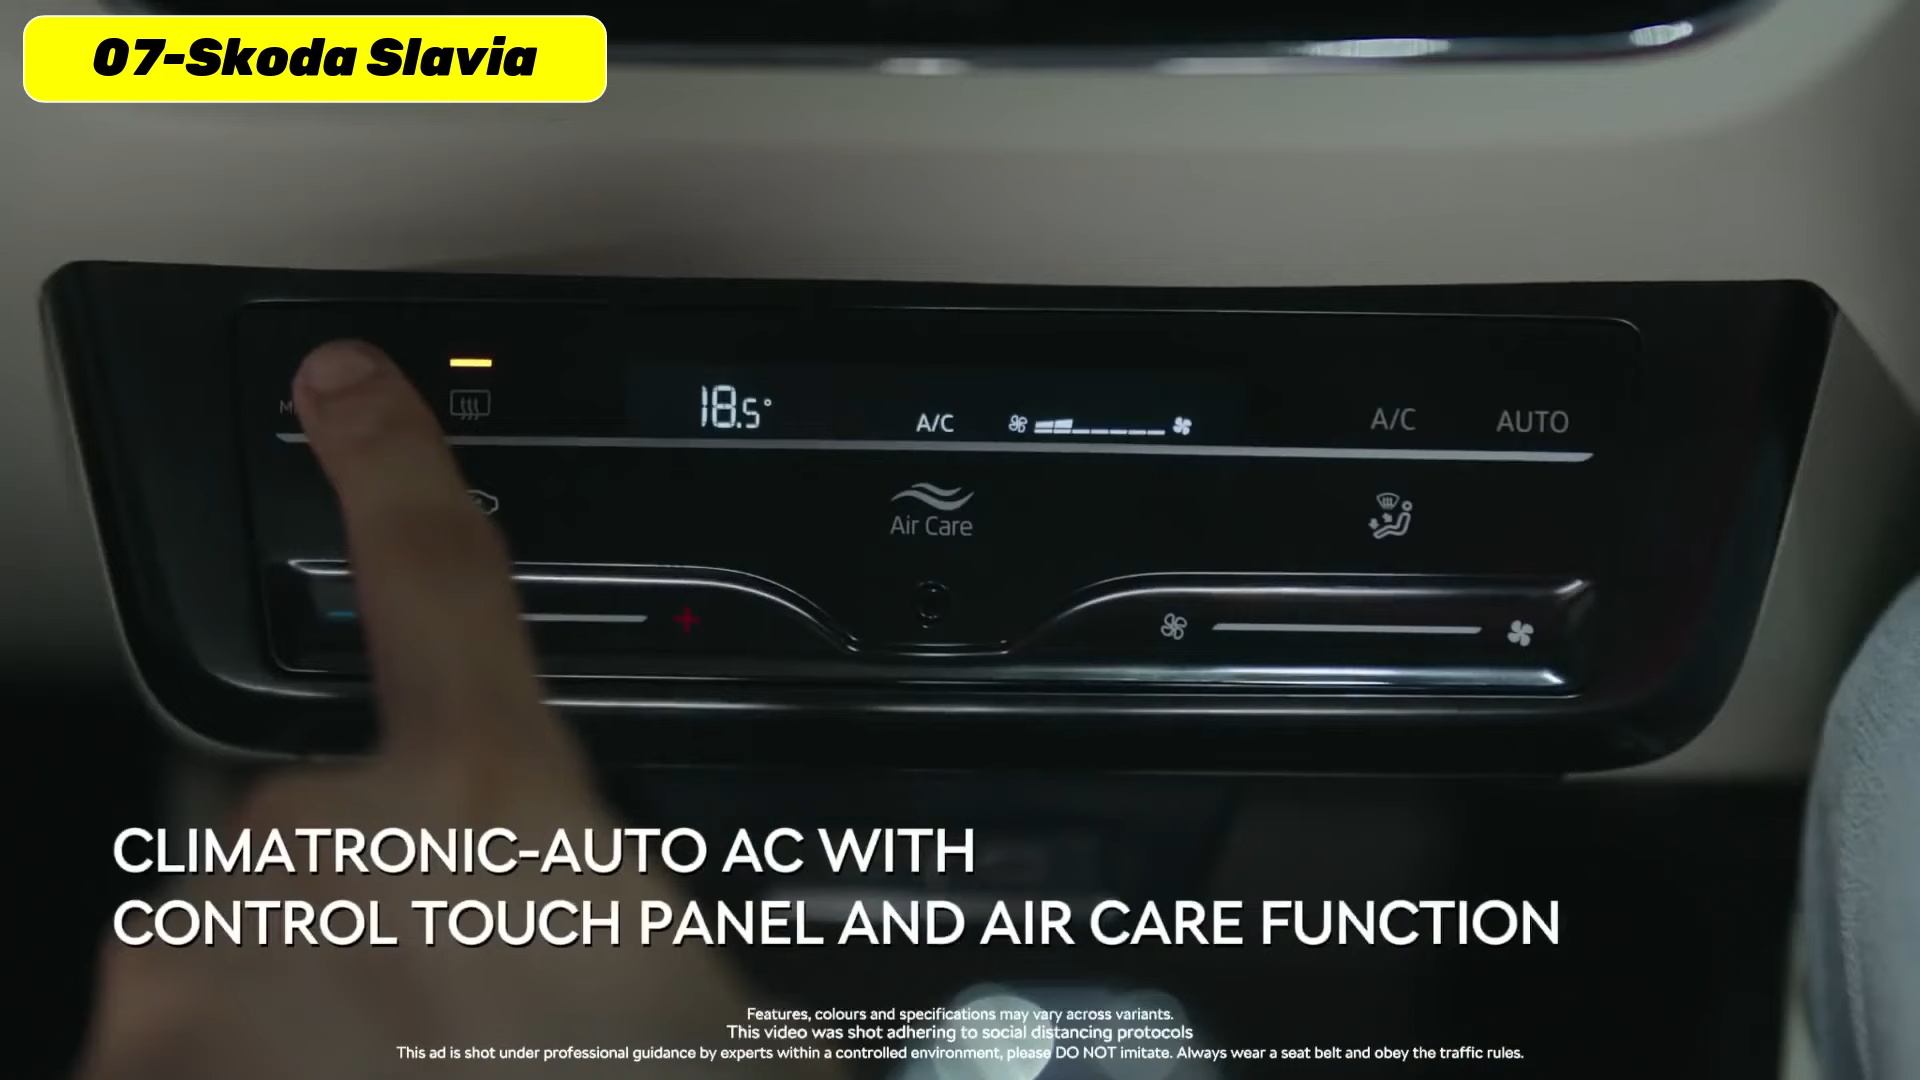 07-Skoda Slavia
18.5°
A/C
A/C
AUTO
Air Care
CLIMATRONIC-AUTO AC WITH
CONTROL TOUCH PANEL AND AIR CARE FUNCTION
Features, colours and specifications may vary across variants.
This video was shot adhering to social distancing protocols
This ad is shot under professional guidance by experts within a controlled environment, please DO NOT imitate. Always wear a seat belt and obey the traffic rules.